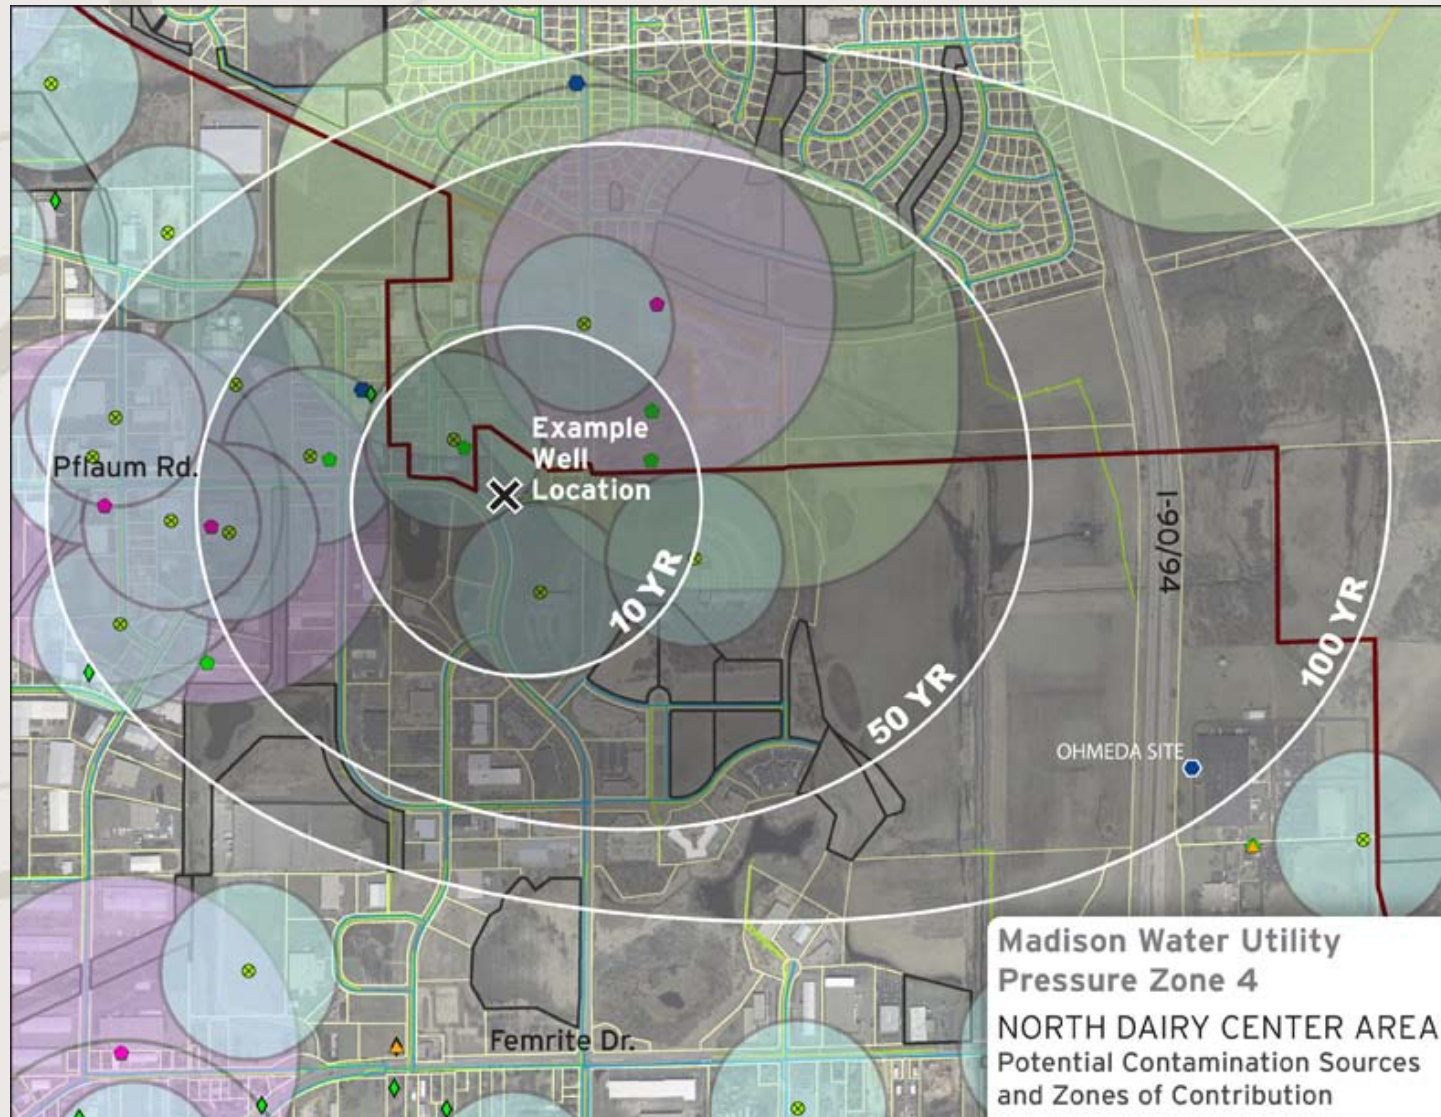 Example
Well
Location
Pflaum Rd.
10 YR
50 YR
100 YR
I-90/94
OHMEDA SITE
Femrite Dr.
Madison Water Utility
Pressure Zone 4
NORTH DAIRY CENTER AREA
Potential Contamination Sources
and Zones of Contribution